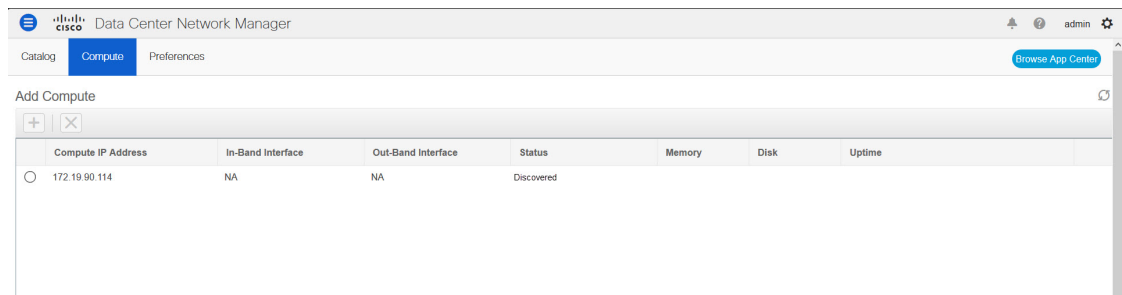 cisco Data Center Network Manager admin
Catalog Compute Preferences Browse App Center
Add Compute
Compute IP Address In-Band Interface Out-Band Interface Status Memory Disk Uptime
172.19.90.114 NA NA Discovered